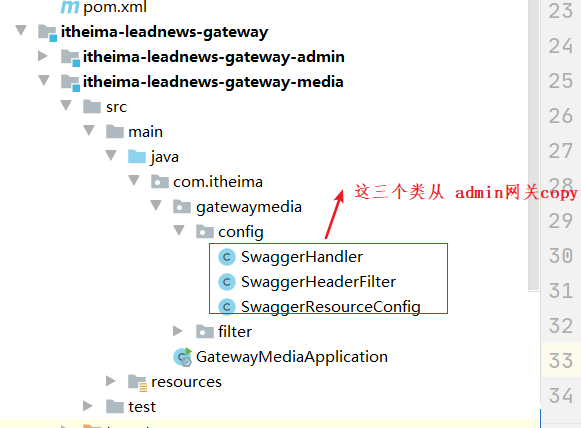 pom.xml
itheima-leadnews-gateway
itheima-leadnews-gateway-admin
itheima-leadnews-gateway-media
src
main
java
com.itheima
这三个类从 admin网关copy
gatewaymedia
config
SwaggerHandler
SwaggerHeaderFilter
SwaggerResourceConfig
filter
GatewayMediaApplication
resources
test
23
24
25
26
27
28
29
30
31
32
33
34